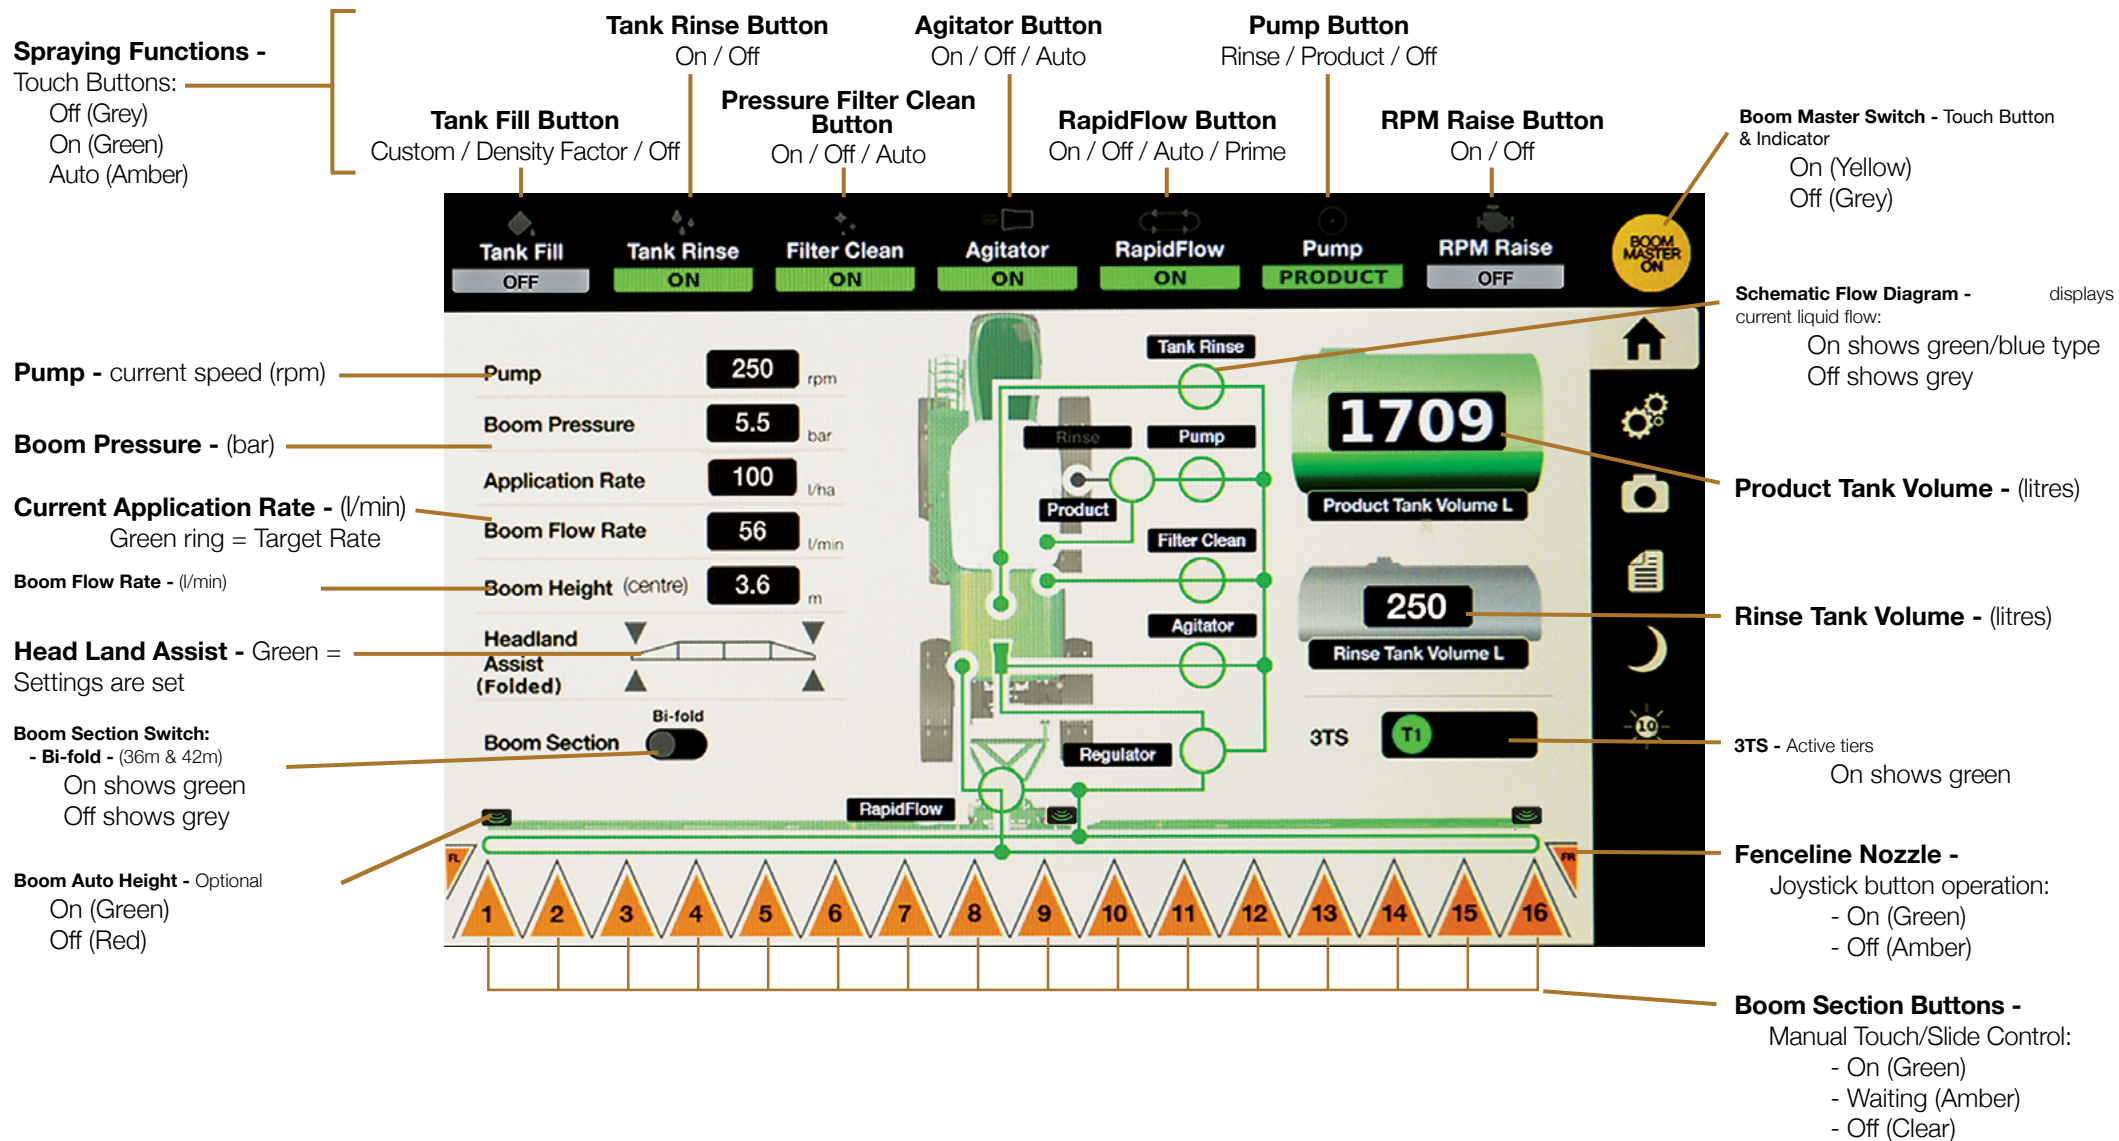 Spraying Functions -
Touch Buttons:
Off (Grey)
On (Green)
Auto (Amber)
Tank Rinse Button
On / Off
Agitator Button
On / Off / Auto
Pump Button
Rinse / Product / Off
Tank Fill Button
Custom / Density Factor / Off
Pressure Filter Clean
Button
On / Off / Auto
RapidFlow Button
On / Off / Auto / Prime
RPM Raise Button
On / Off
Boom Master Switch - Touch Button
& Indicator
On (Yellow)
Off (Grey)
Tank Fill
OFF
Tank Rinse
ON
Filter Clean
ON
Agitator
ON
RapidFlow
ON
Pump
PRODUCT
RPM Raise
OFF
BOOM
MASTER
ON
Pump - current speed (rpm)
Boom Pressure - (bar)
Current Application Rate - (l/min)
Green ring = Target Rate
Boom Flow Rate - (l/min)
Head Land Assist - Green =
Settings are set
Boom Section Switch:
- Bi-fold - (36m & 42m)
On shows green
Off shows grey
Boom Auto Height - Optional
On (Green)
Off (Red)
Pump 250 rpm
Boom Pressure 5.5 bar
Application Rate 100 l/ha
Boom Flow Rate 56 l/min
Boom Height (centre) 3.6 m
Headland
Assist
(Folded)
Bi-fold
Boom Section
Tank Rinse
Rinse
Pump
Product
Filter Clean
Agitator
Regulator
RapidFlow
1709
Product Tank Volume L
250
Rinse Tank Volume L
3TS T1
10
FL
1 2 3 4 5 6 7 8 9 10 11 12 13 14 15 16
FR
Schematic Flow Diagram - displays
current liquid flow:
On shows green/blue type
Off shows grey
Product Tank Volume - (litres)
Rinse Tank Volume - (litres)
3TS - Active tiers
On shows green
Fenceline Nozzle -
Joystick button operation:
- On (Green)
- Off (Amber)
Boom Section Buttons -
Manual Touch/Slide Control:
- On (Green)
- Waiting (Amber)
- Off (Clear)